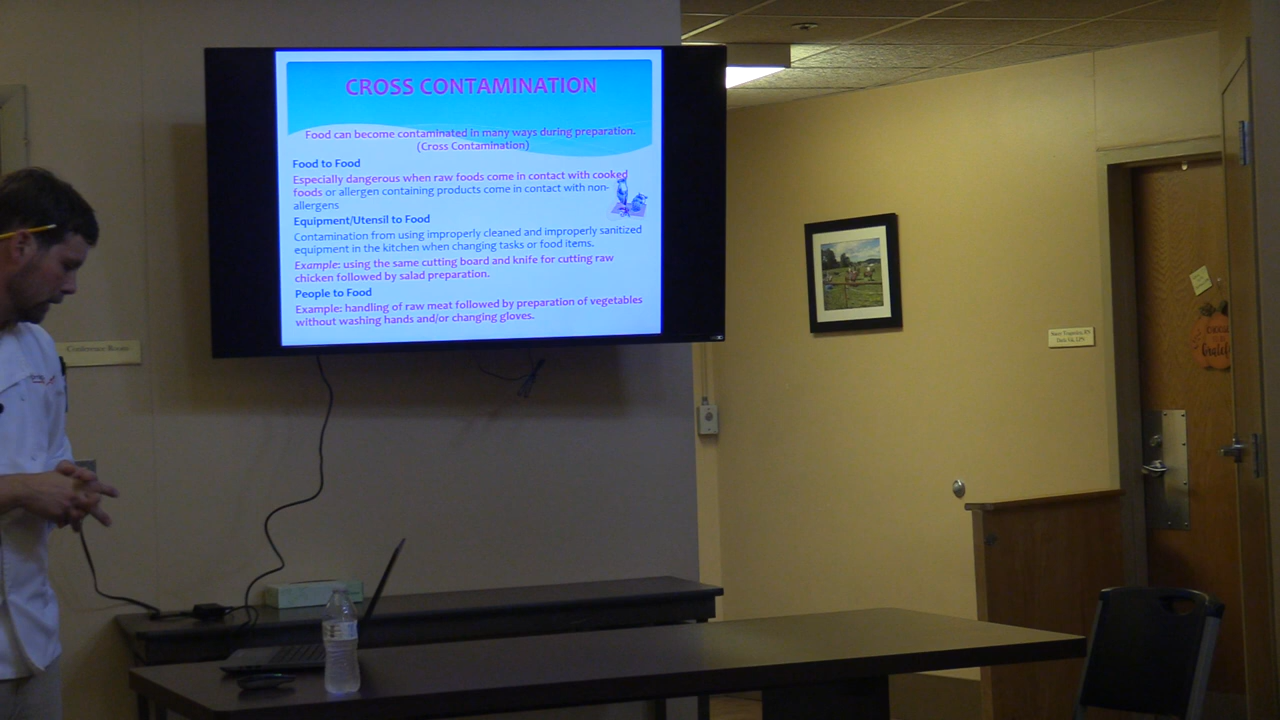 CROSS CONTAMINATION
Food can become contaminated in many ways during preparation.
(Cross Contamination)
Food to Food
Especially dangerous when raw foods come in contact with cooked
foods or allergen containing products come in contact with non-
allergens
Equipment/Utensil to Food
Contamination from using improperly cleaned and improperly sanitized
equipment in the kitchen when changing tasks or food items.
Example: using the same cutting board and knife for cutting raw
chicken followed by salad preparation.
People to Food
Example: handling of raw meat followed by preparation of vegetables
without washing hands and/or changing gloves.
Conference Room